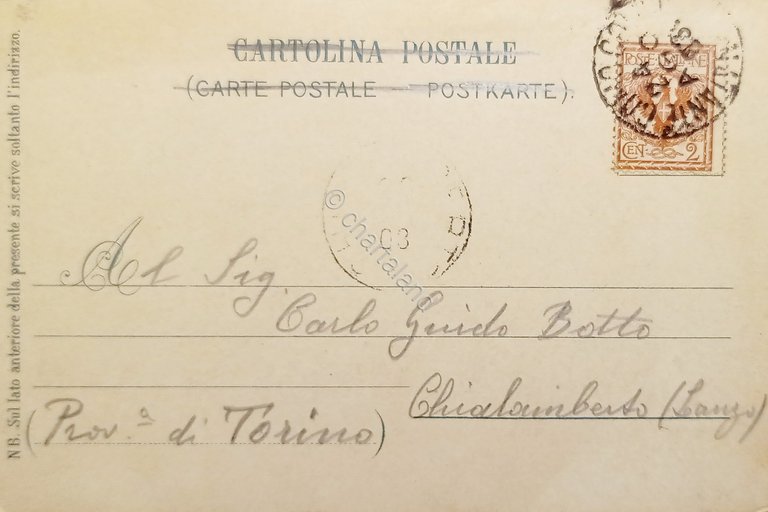 CARTOLINA POSTALE
(CARTE POSTALE — POSTKARTE).
POSTE ITALIANE
CENT 2
03
© chartaland
Al Sig.
Carlo Guido Botto
Chialamberto (Lanzo)
(Prov.ª di Torino)
NB. Sul lato anteriore della presente si scrive soltanto l'indirizzo.